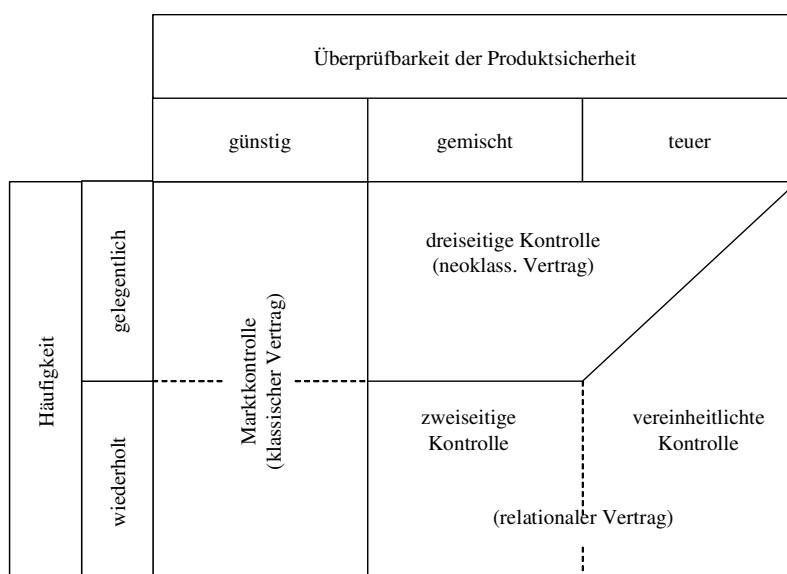 Überprüfbarkeit der Produktsicherheit
günstig
gemischt
teuer
Häufigkeit
gelegentlich
wiederholt
Marktkontrolle
(klassischer Vertrag)
dreiseitige Kontrolle
(neoklass. Vertrag)
zweiseitige
Kontrolle
vereinheitlichte
Kontrolle
(relationaler Vertrag)